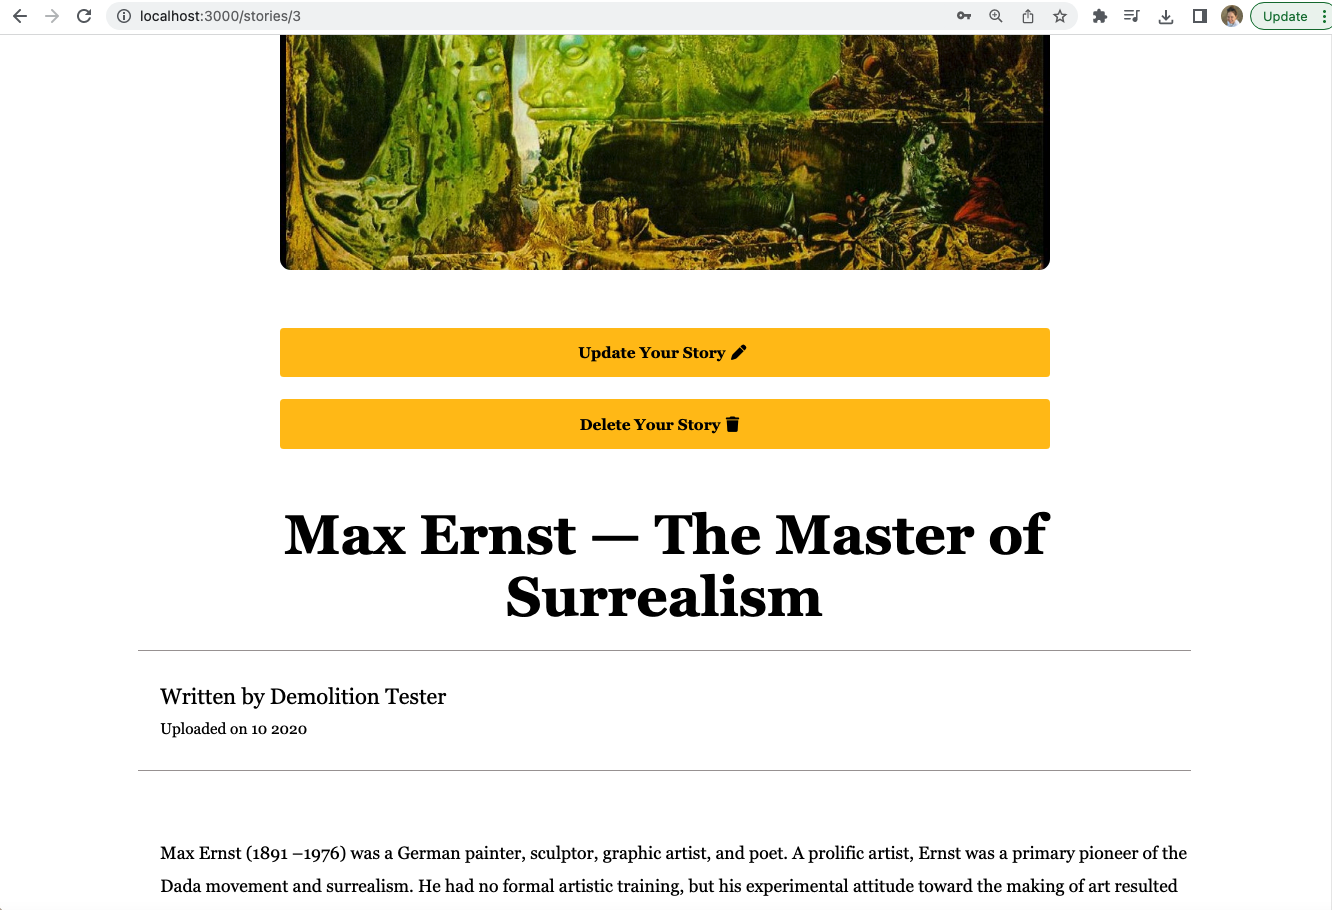 localhost:3000/stories/3
Update
Update Your Story
Delete Your Story
Max Ernst — The Master of
Surrealism
Written by Demolition Tester
Uploaded on 10 2020
Max Ernst (1891 –1976) was a German painter, sculptor, graphic artist, and poet. A prolific artist, Ernst was a primary pioneer of the
Dada movement and surrealism. He had no formal artistic training, but his experimental attitude toward the making of art resulted